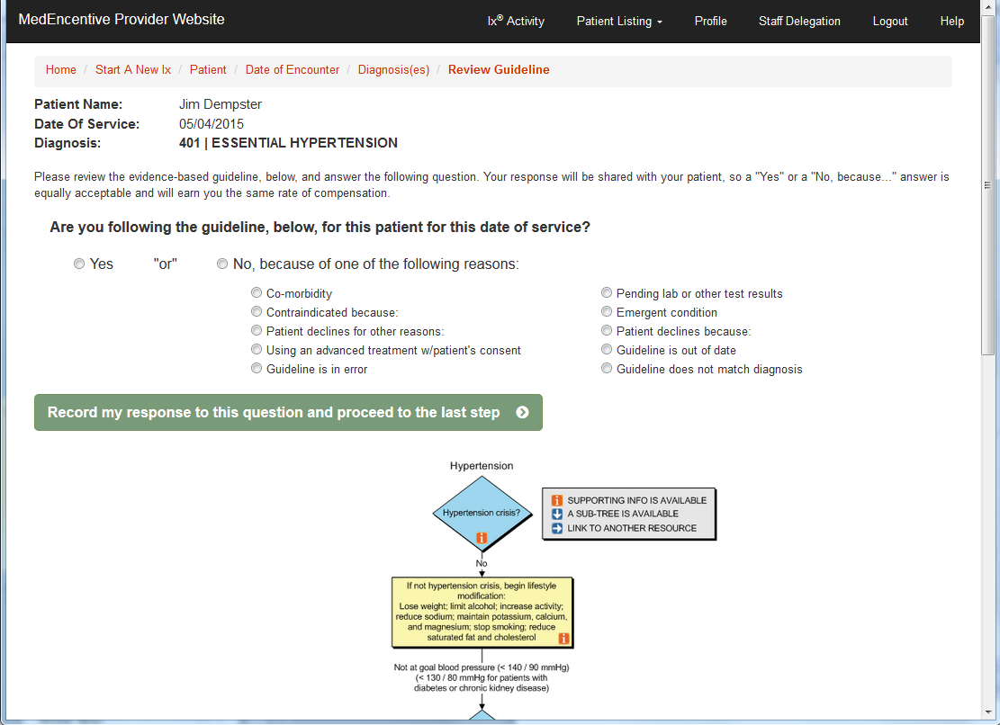 MedEncentive Provider Website
Ix® Activity Patient Listing Profile Staff Delegation Logout Help
Home / Start A New Ix / Patient / Date of Encounter / Diagnosis(es) / Review Guideline
Patient Name: Jim Dempster
Date Of Service: 05/04/2015
Diagnosis: 401 | ESSENTIAL HYPERTENSION
Please review the evidence-based guideline, below, and answer the following question. Your response will be shared with your patient, so a "Yes" or a "No, because..." answer is
equally acceptable and will earn you the same rate of compensation.
Are you following the guideline, below, for this patient for this date of service?
Yes "or" No, because of one of the following reasons:
Co-morbidity Pending lab or other test results
Contraindicated because: Emergent condition
Patient declines for other reasons: Patient declines because:
Using an advanced treatment w/patient's consent Guideline is out of date
Guideline is in error Guideline does not match diagnosis
Record my response to this question and proceed to the last step
Hypertension
Hypertension crisis?
i
i SUPPORTING INFO IS AVAILABLE
A SUB-TREE IS AVAILABLE
LINK TO ANOTHER RESOURCE
No
If not hypertension crisis, begin lifestyle
modification:
Lose weight; limit alcohol; increase activity;
reduce sodium; maintain potassium, calcium,
and magnesium; stop smoking; reduce
saturated fat and cholesterol
i
Not at goal blood pressure (< 140 / 90 mmHg)
(< 130 / 80 mmHg for patients with
diabetes or chronic kidney disease)